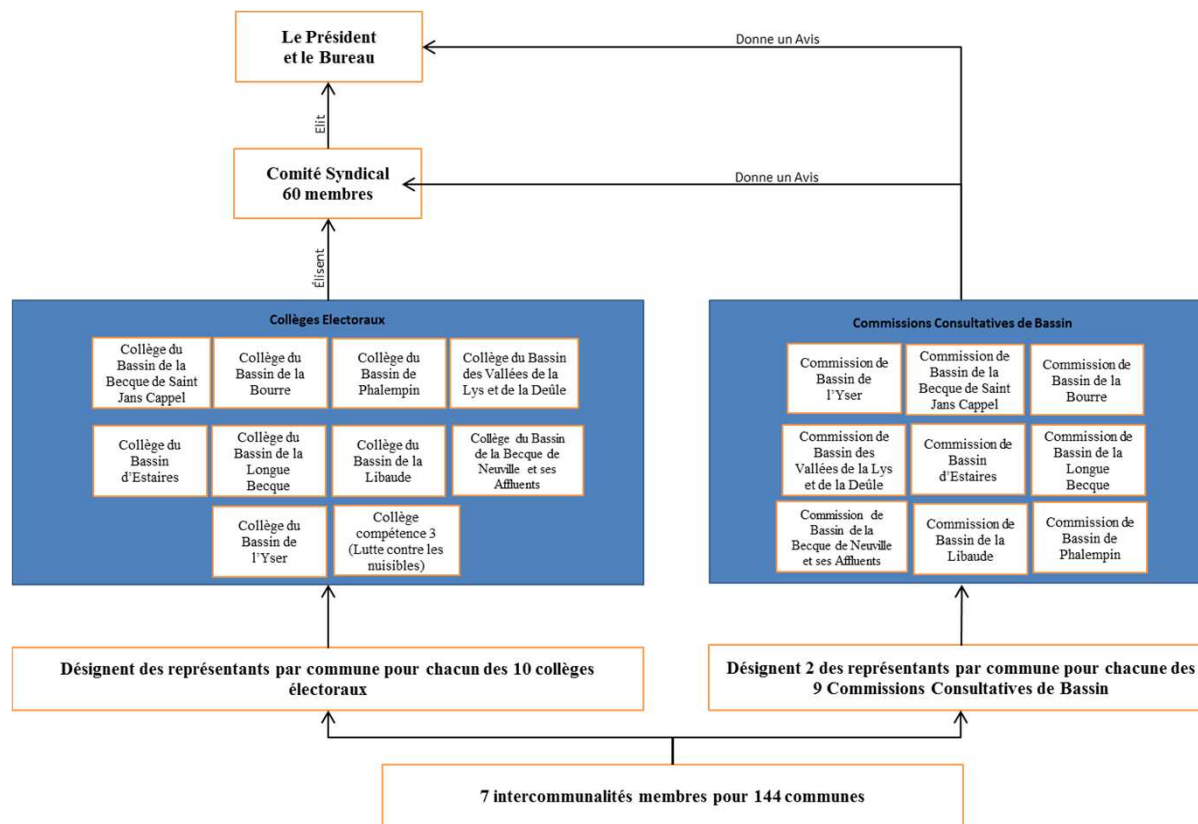 Le Président
et le Bureau
Donne un Avis
Elit
Comité Syndical
60 membres
Donne un Avis
Élisent
Collèges Electoraux
Collège du
Bassin de la
Becque de Saint
Jans Cappel
Collège du
Bassin de la
Bourre
Collège du
Bassin de
Phalempin
Collège du Bassin
des Vallées de la
Lys et de la Deûle
Collège du
Bassin
d'Estaires
Collège du
Bassin de la
Longue
Becque
Collège du
Bassin de la
Libaude
Collège du Bassin
de la Becque de
Neuville et ses
Affluents
Collège du
Bassin de
l'Yser
Collège
compétence 3
(Lutte contre les
nuisibles)
Commissions Consultatives de Bassin
Commission de
Bassin de
l'Yser
Commission de
Bassin de la
Becque de Saint
Jans Cappel
Commission de
Bassin de la
Bourre
Commission de
Bassin des
Vallées de la Lys
et de la Deûle
Commission de
Bassin
d'Estaires
Commission de
Bassin de la
Longue
Becque
Commission de
Bassin de la
Becque de Neuville
et ses Affluents
Commission de
Bassin de la
Libaude
Commission de
Bassin de
Phalempin
Désignent des représentants par commune pour chacun des 10 collèges
électoraux
Désignent 2 des représentants par commune pour chacune des
9 Commissions Consultatives de Bassin
7 intercommunalités membres pour 144 communes